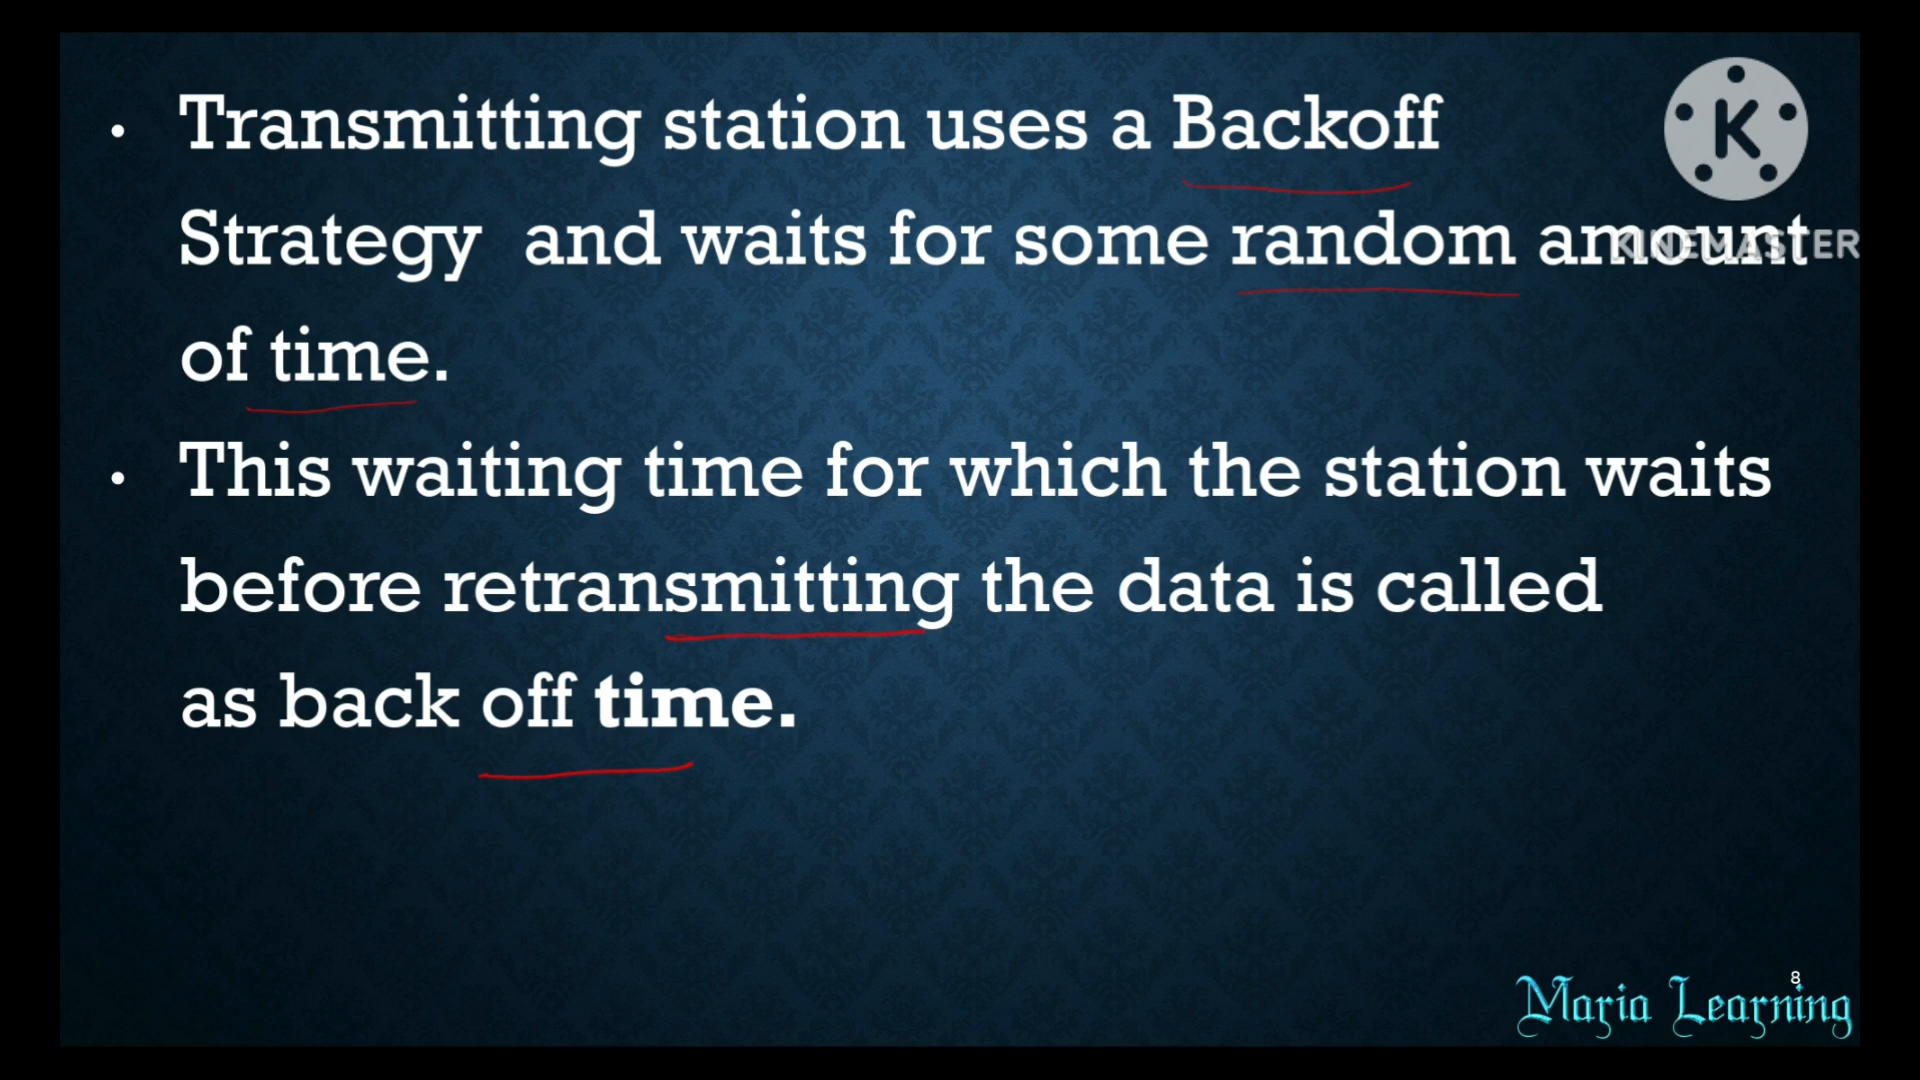 • Transmitting station uses a Backoff
Strategy and waits for some random amount
KINEMASTER
of time.
• This waiting time for which the station waits
before retransmitting the data is called
as back off time.
8
Maria Learning